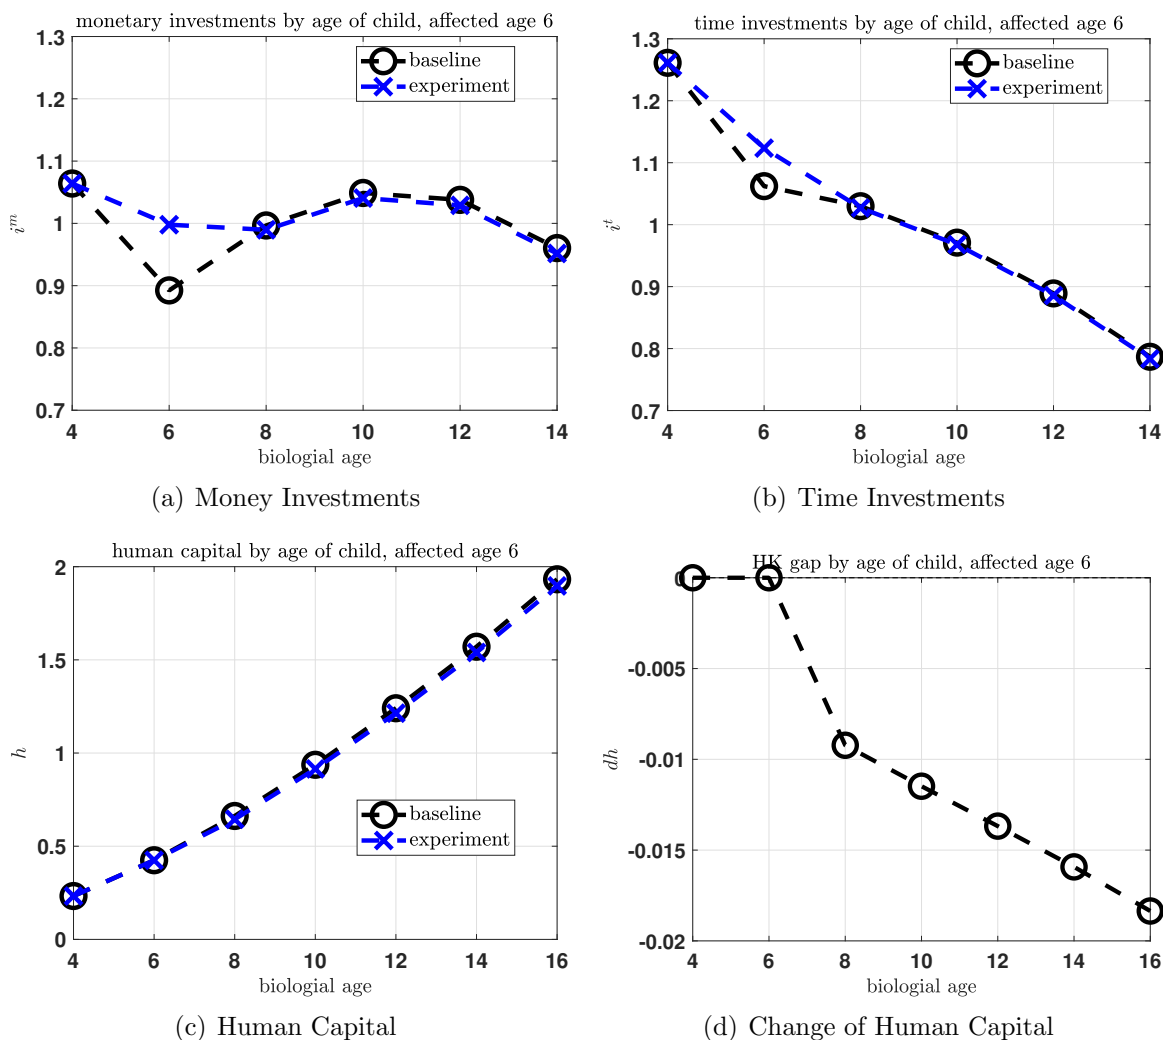 monetary investments by age of child, affected age 6
1.3
1.2
1.1
1
0.9
0.8
0.7
i^m
baseline
experiment
4 6 8 10 12 14
biologial age
(a) Money Investments
time investments by age of child, affected age 6
1.3
1.2
1.1
1
0.9
0.8
0.7
i^t
baseline
experiment
4 6 8 10 12 14
biologial age
(b) Time Investments
human capital by age of child, affected age 6
2
1.5
1
0.5
0
h
baseline
experiment
4 6 8 10 12 14 16
biologial age
(c) Human Capital
HK gap by age of child, affected age 6
0
-0.005
-0.01
-0.015
-0.02
dh
4 6 8 10 12 14 16
biologial age
(d) Change of Human Capital